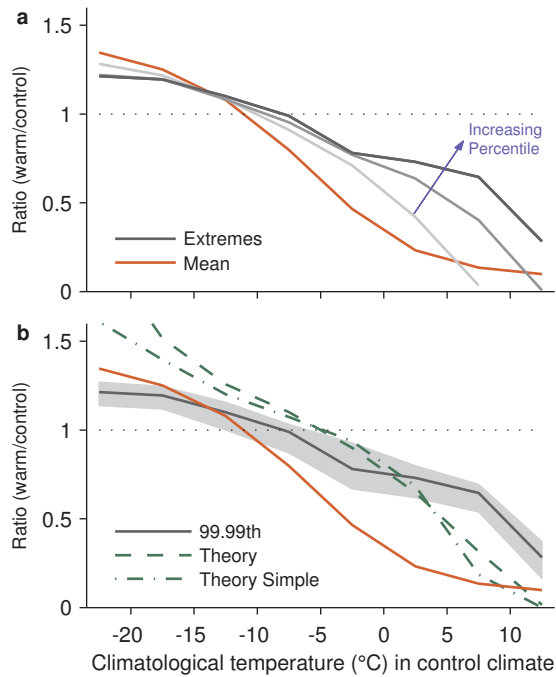 a
1.5
1
0.5
0
Ratio (warm/control)
Increasing
Percentile
Extremes
Mean
b
1.5
1
0.5
0
Ratio (warm/control)
99.99th
Theory
Theory Simple
-20 -15 -10 -5 0 5 10
Climatological temperature (°C) in control climate